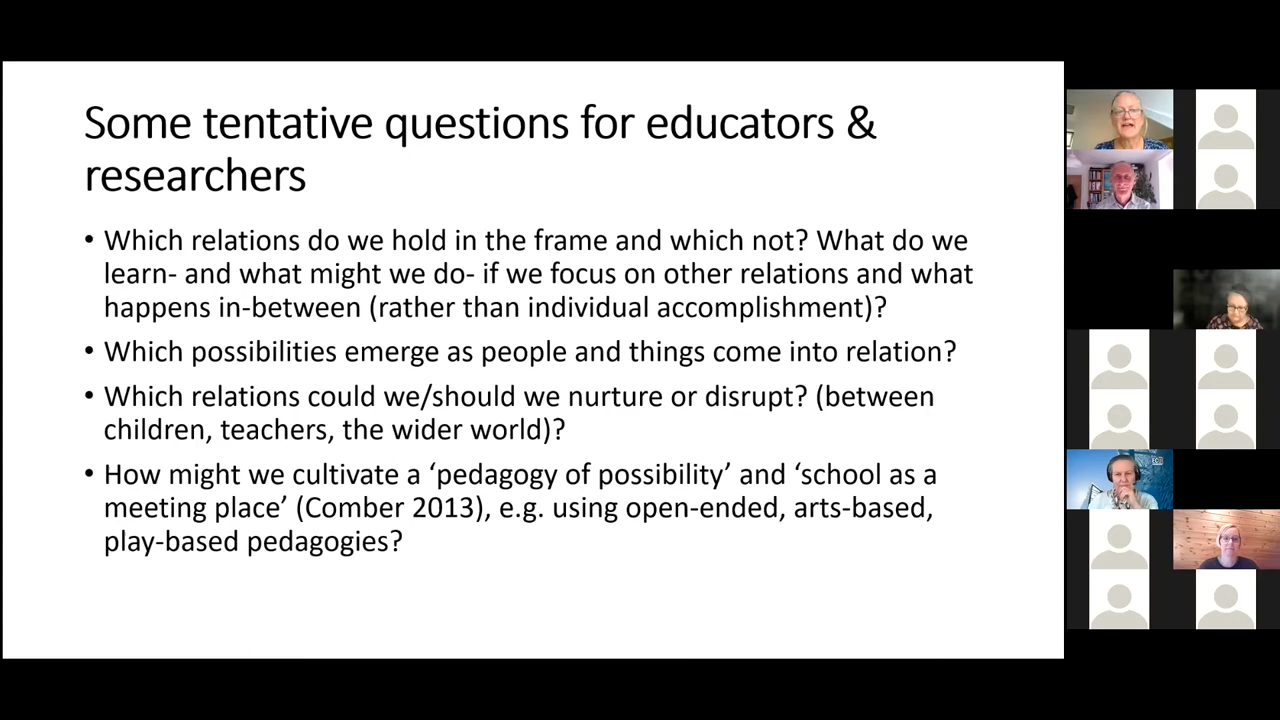 Some tentative questions for educators &
researchers
• Which relations do we hold in the frame and which not? What do we
learn- and what might we do- if we focus on other relations and what
happens in-between (rather than individual accomplishment)?
• Which possibilities emerge as people and things come into relation?
• Which relations could we/should we nurture or disrupt? (between
children, teachers, the wider world)?
• How might we cultivate a ‘pedagogy of possibility’ and ‘school as a
meeting place’ (Comber 2013), e.g. using open-ended, arts-based,
play-based pedagogies?